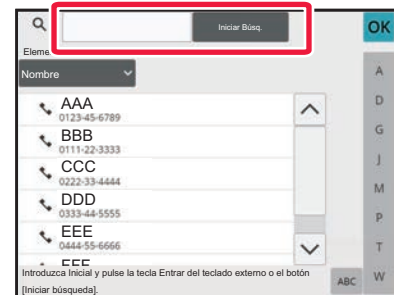 Iniciar Búsq.
OK
Eleme
Nombre
A
AAA
0123-45-6789
D
BBB
0111-22-3333
G
CCC
0222-33-4444
J
DDD
0333-44-5555
M
EEE
0444-55-6666
P
FFF
T
Introduzca Inicial y pulse la tecla Entrar del teclado externo o el botón
[Iniciar búsqueda].
ABC
W